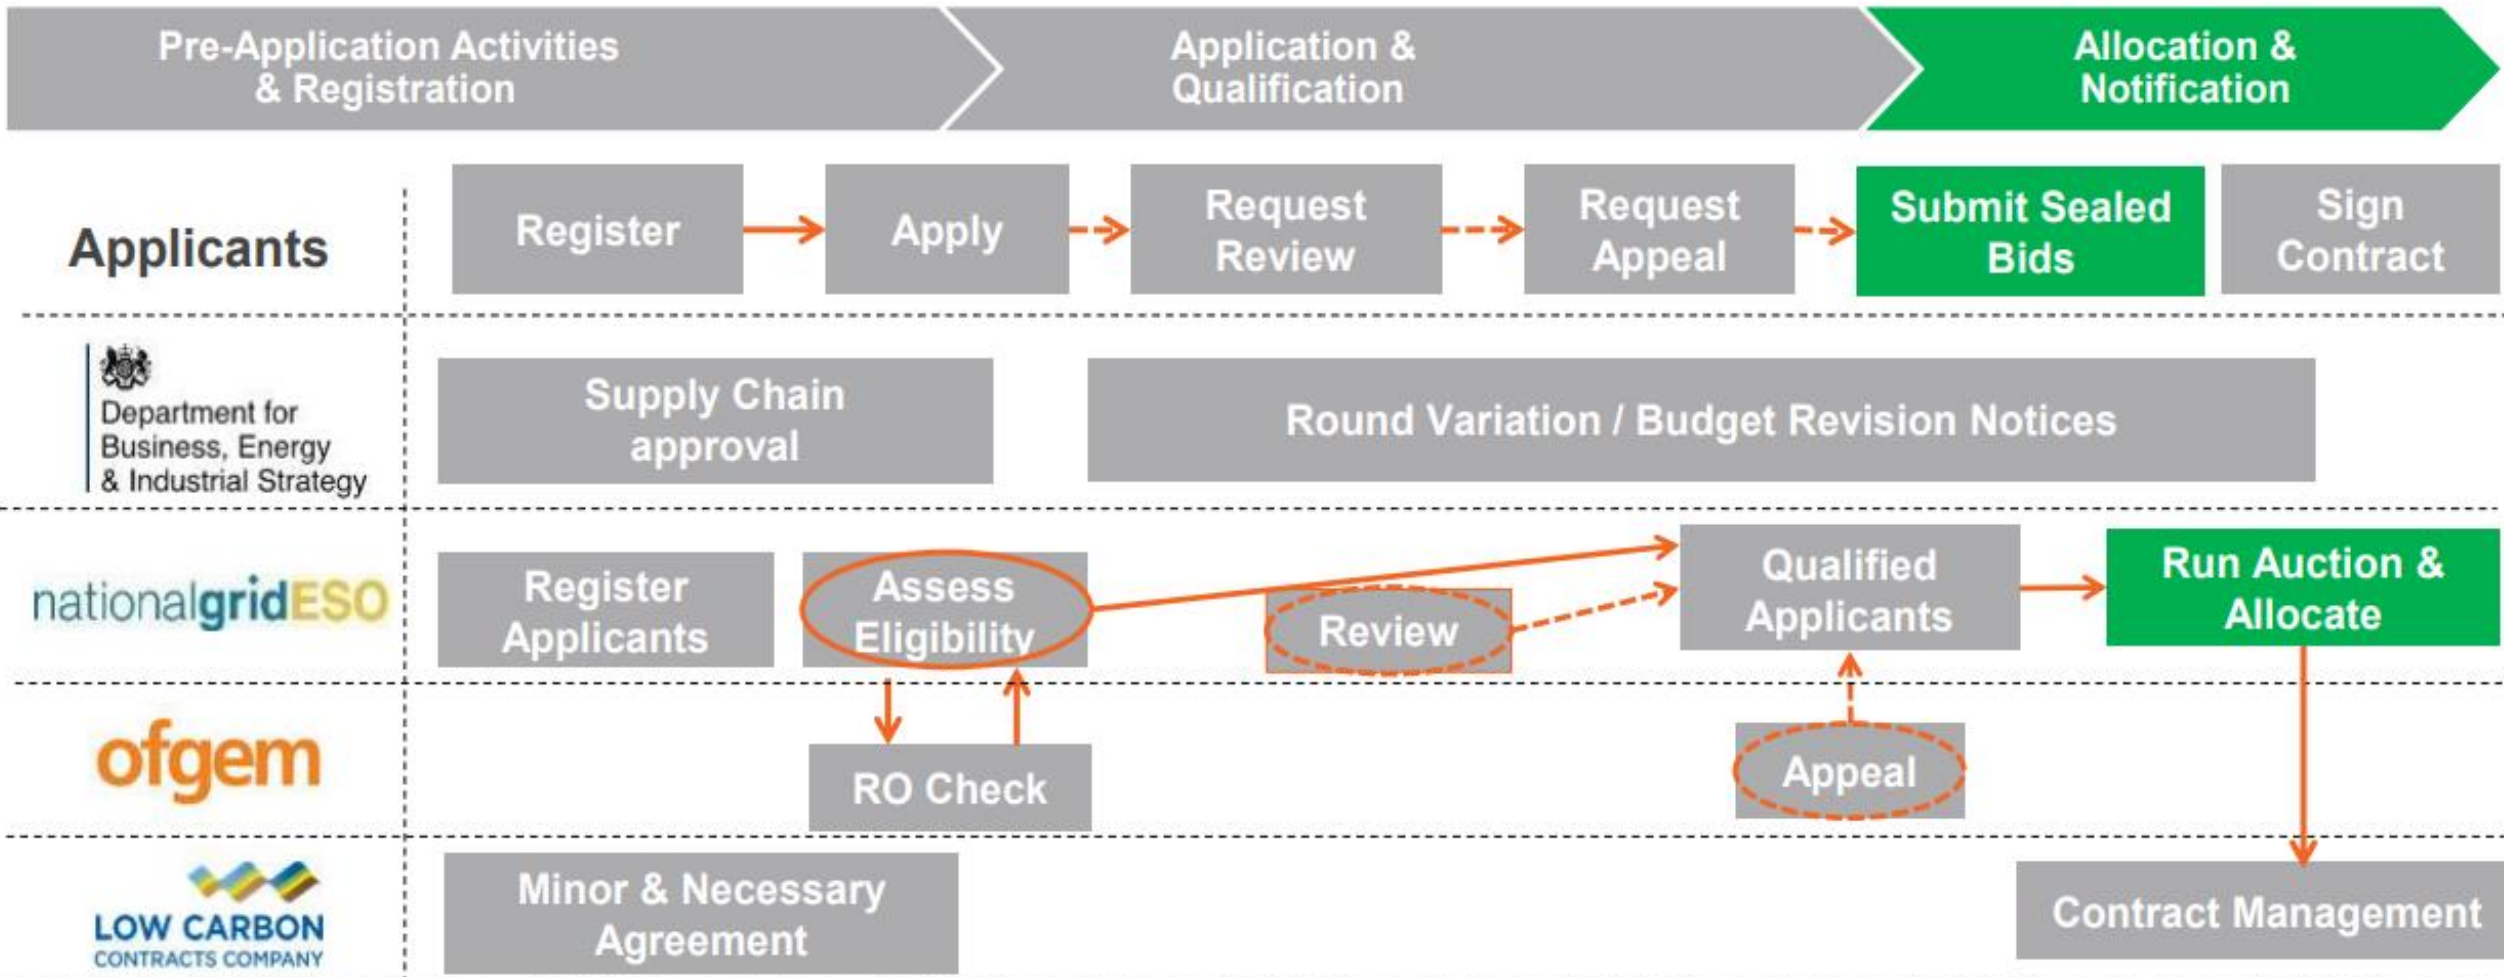 Pre-Application Activities
& Registration
Application &
Qualification
Allocation &
Notification
Applicants
Register
Apply
Request
Review
Request
Appeal
Submit Sealed
Bids
Sign
Contract
Department for
Business, Energy
& Industrial Strategy
Supply Chain
approval
Round Variation / Budget Revision Notices
nationalgridESO
Register
Applicants
Assess
Eligibility
Review
Qualified
Applicants
Run Auction &
Allocate
ofgem
RO Check
Appeal
LOW CARBON
CONTRACTS COMPANY
Minor & Necessary
Agreement
Contract Management